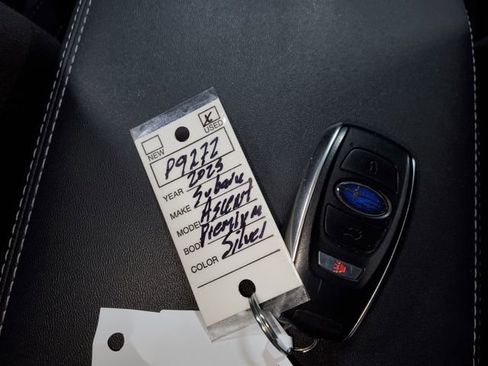 NEW
X
USED
P9272
YEAR 2023
MAKE Subaru
MODEL Ascent
BODY Premium
COLOR Silver